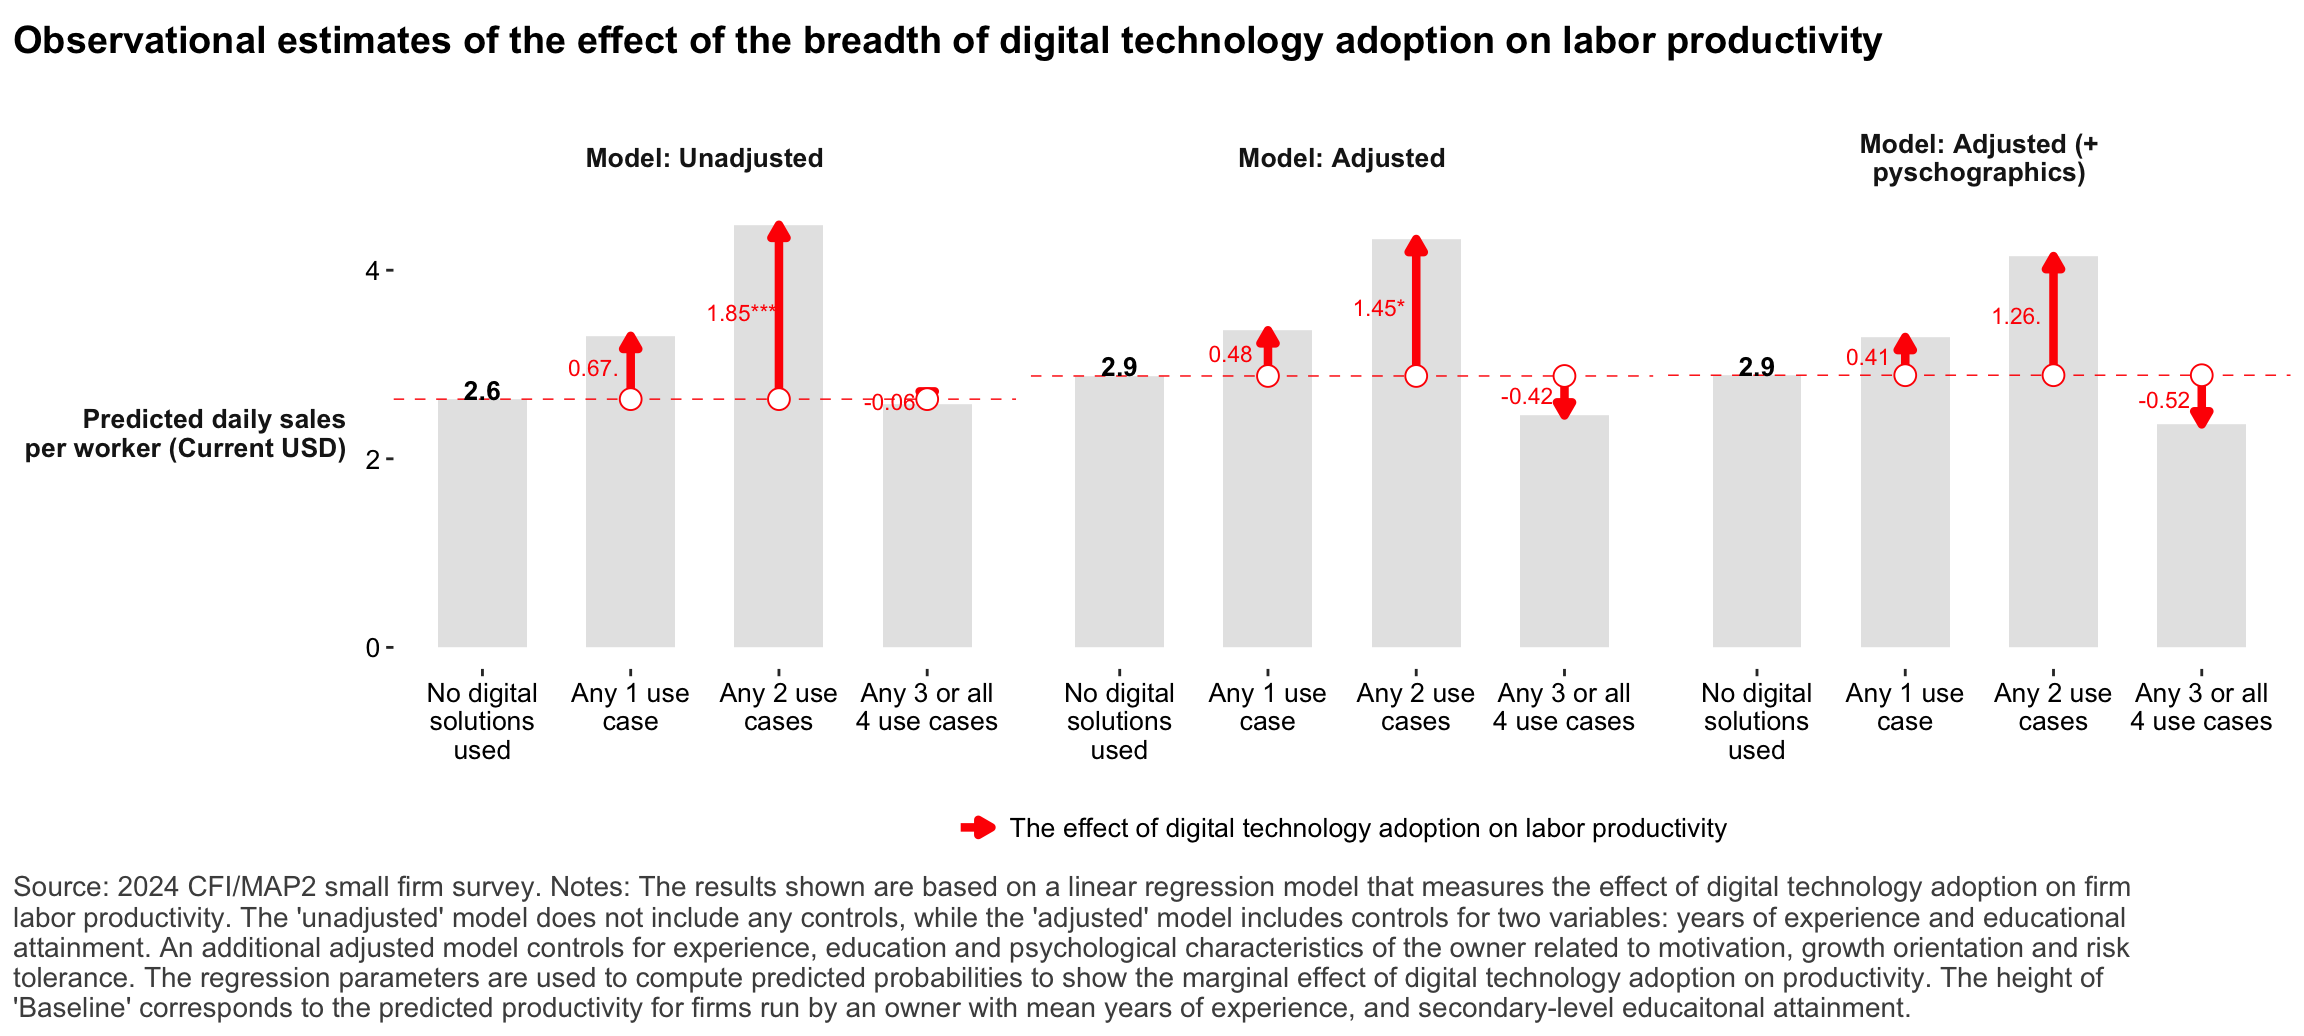 Observational estimates of the effect of the breadth of digital technology adoption on labor productivity
Model: Unadjusted
Model: Adjusted
Model: Adjusted (+
pyschographics)
Predicted daily sales
per worker (Current USD)
4
2
0
2.6
0.67.
1.85***
-0.06
2.9
0.48
1.45*
-0.42
2.9
0.41
1.26.
-0.52
No digital
solutions
used
Any 1 use
case
Any 2 use
cases
Any 3 or all
4 use cases
No digital
solutions
used
Any 1 use
case
Any 2 use
cases
Any 3 or all
4 use cases
No digital
solutions
used
Any 1 use
case
Any 2 use
cases
Any 3 or all
4 use cases
The effect of digital technology adoption on labor productivity
Source: 2024 CFI/MAP2 small firm survey. Notes: The results shown are based on a linear regression model that measures the effect of digital technology adoption on firm
labor productivity. The 'unadjusted' model does not include any controls, while the 'adjusted' model includes controls for two variables: years of experience and educational
attainment. An additional adjusted model controls for experience, education and psychological characteristics of the owner related to motivation, growth orientation and risk
tolerance. The regression parameters are used to compute predicted probabilities to show the marginal effect of digital technology adoption on productivity. The height of
'Baseline' corresponds to the predicted productivity for firms run by an owner with mean years of experience, and secondary-level educaitonal attainment.